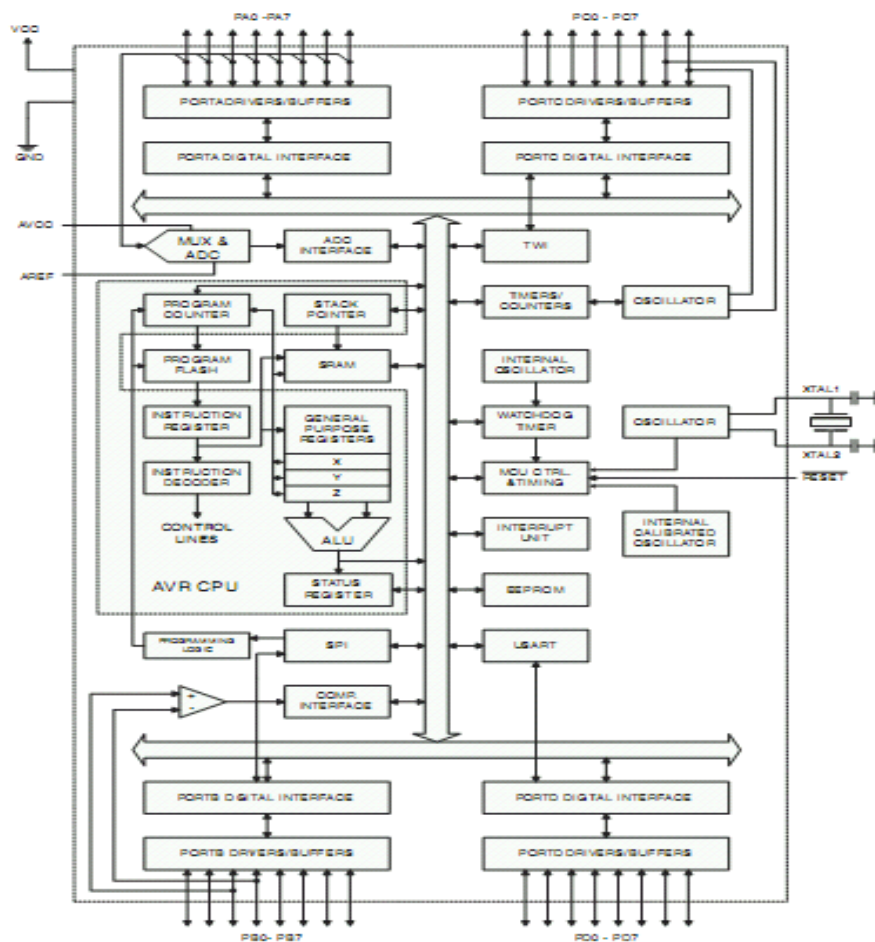 PA0 - PA7
PC0 - PC7
VCC
PORTA DRIVERS/BUFFERS
PORTC DRIVERS/BUFFERS
GND
PORTA DIGITAL INTERFACE
PORTC DIGITAL INTERFACE
AVCC
MUX &
ADC
ADC
INTERFACE
TWI
AREF
PROGRAM
COUNTER
STACK
POINTER
TIMERS/
COUNTERS
OSCILLATOR
PROGRAM
FLASH
SRAM
INTERNAL
OSCILLATOR
XTAL1
INSTRUCTION
REGISTER
GENERAL
PURPOSE
REGISTERS
WATCHDOG
TIMER
OSCILLATOR
XTAL2
X
INSTRUCTION
DECODER
Y
MCU CTRL.
& TIMING
RESET
Z
CONTROL
LINES
ALU
INTERRUPT
UNIT
INTERNAL
CALIBRATED
OSCILLATOR
AVR CPU
STATUS
REGISTER
EEPROM
PROGRAMMING
LOGIC
SPI
USART
+
-
COMP.
INTERFACE
PORTB DIGITAL INTERFACE
PORTD DIGITAL INTERFACE
PORTB DRIVERS/BUFFERS
PORTD DRIVERS/BUFFERS
PB0 - PB7
PD0 - PD7